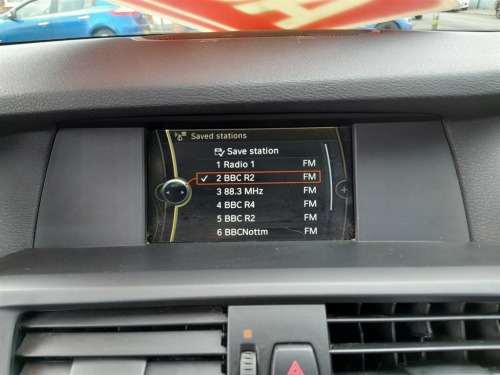 Saved stations
Save station
1 Radio 1 FM
2 BBC R2 FM
3 88.3 MHz FM
4 BBC R4 FM
5 BBC R2 FM
6 BBCNottm FM